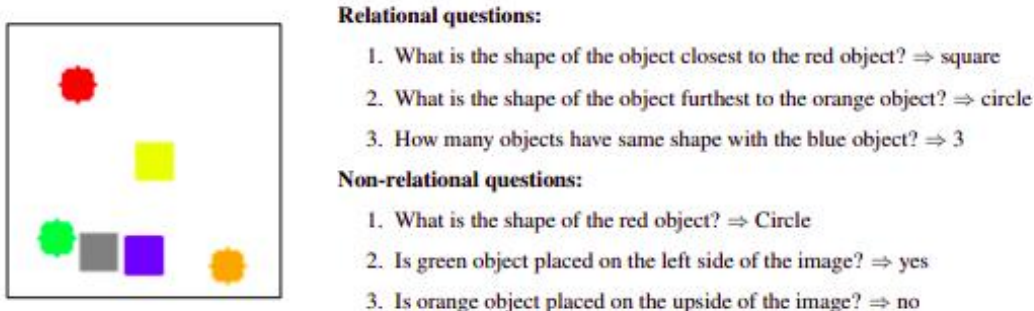 Relational questions:
1. What is the shape of the object closest to the red object? ⇒ square
2. What is the shape of the object furthest to the orange object? ⇒ circle
3. How many objects have same shape with the blue object? ⇒ 3
Non-relational questions:
1. What is the shape of the red object? ⇒ Circle
2. Is green object placed on the left side of the image? ⇒ yes
3. Is orange object placed on the upside of the image? ⇒ no